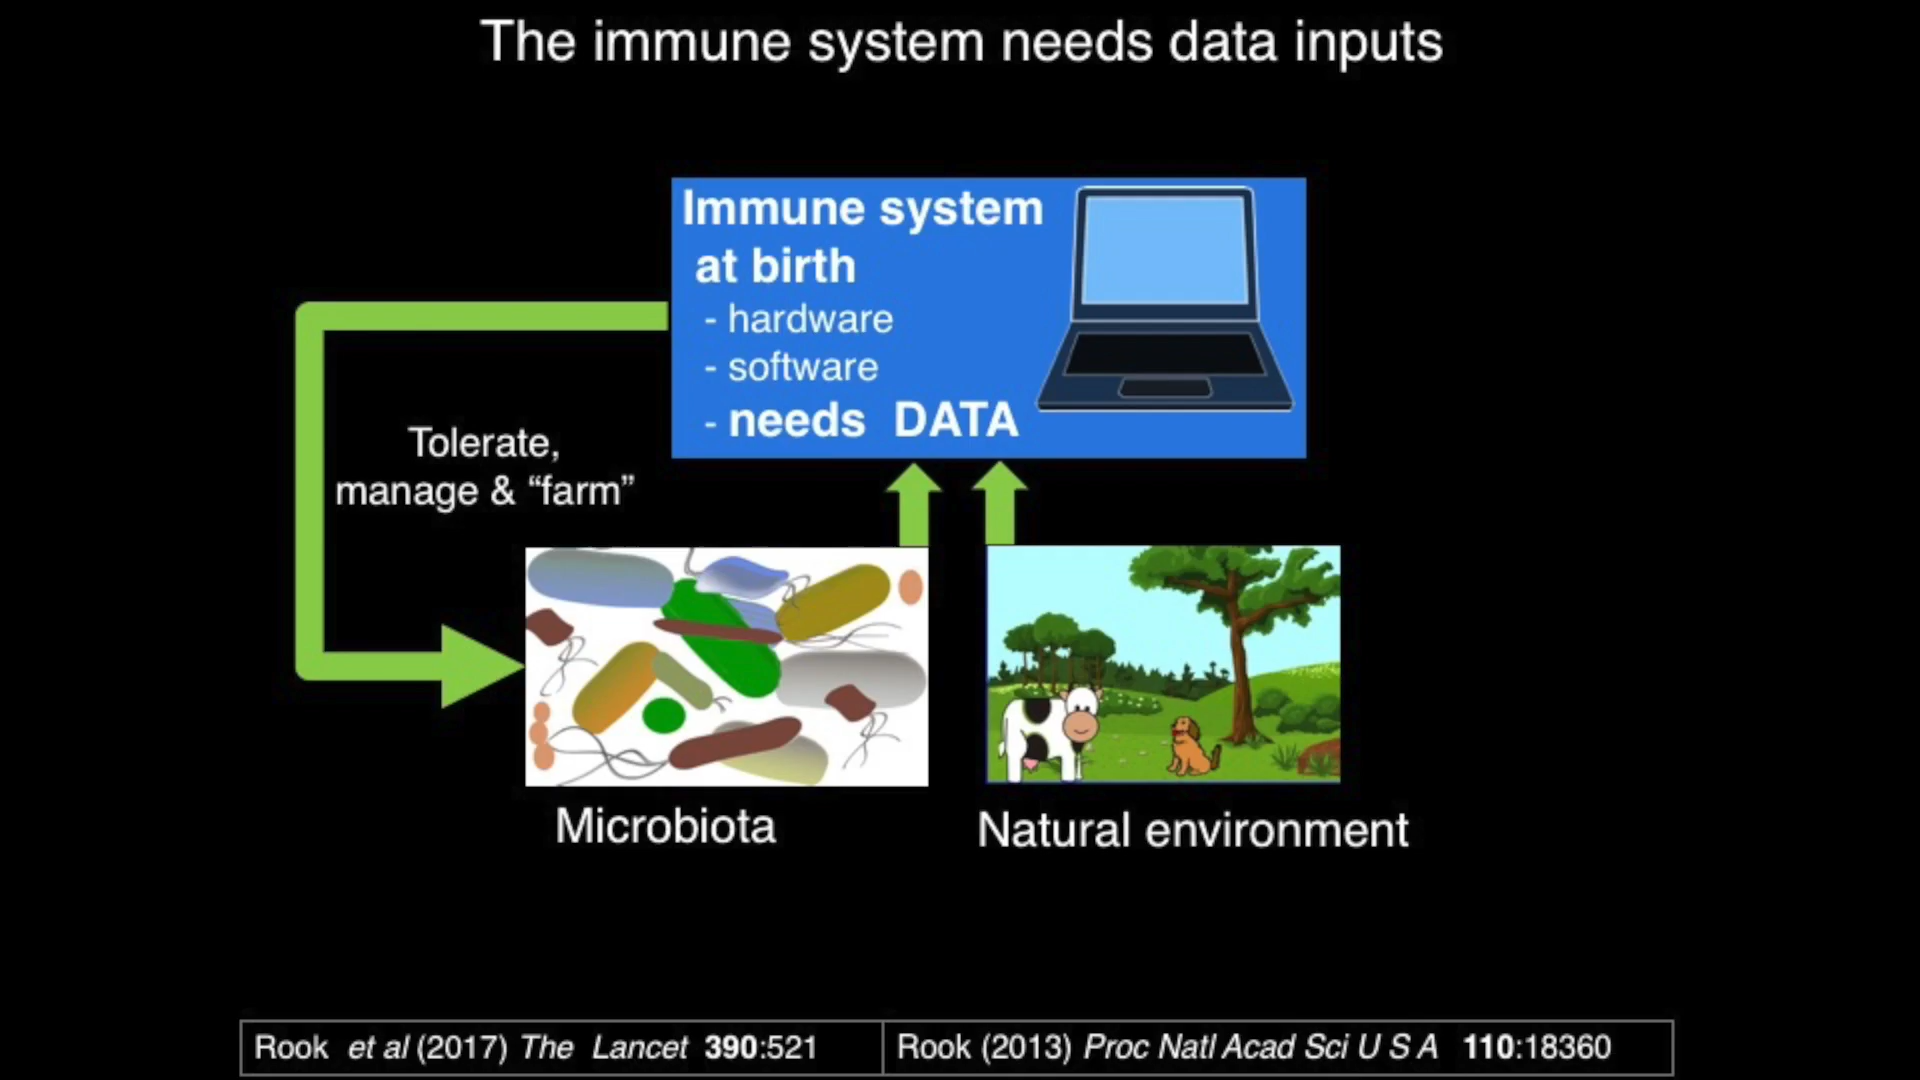 The immune system needs data inputs
Immune system
at birth
- hardware
- software
- needs DATA
Tolerate,
manage & “farm”
Microbiota
Natural environment
Rook et al (2017) The Lancet 390:521
Rook (2013) Proc Natl Acad Sci U S A 110:18360